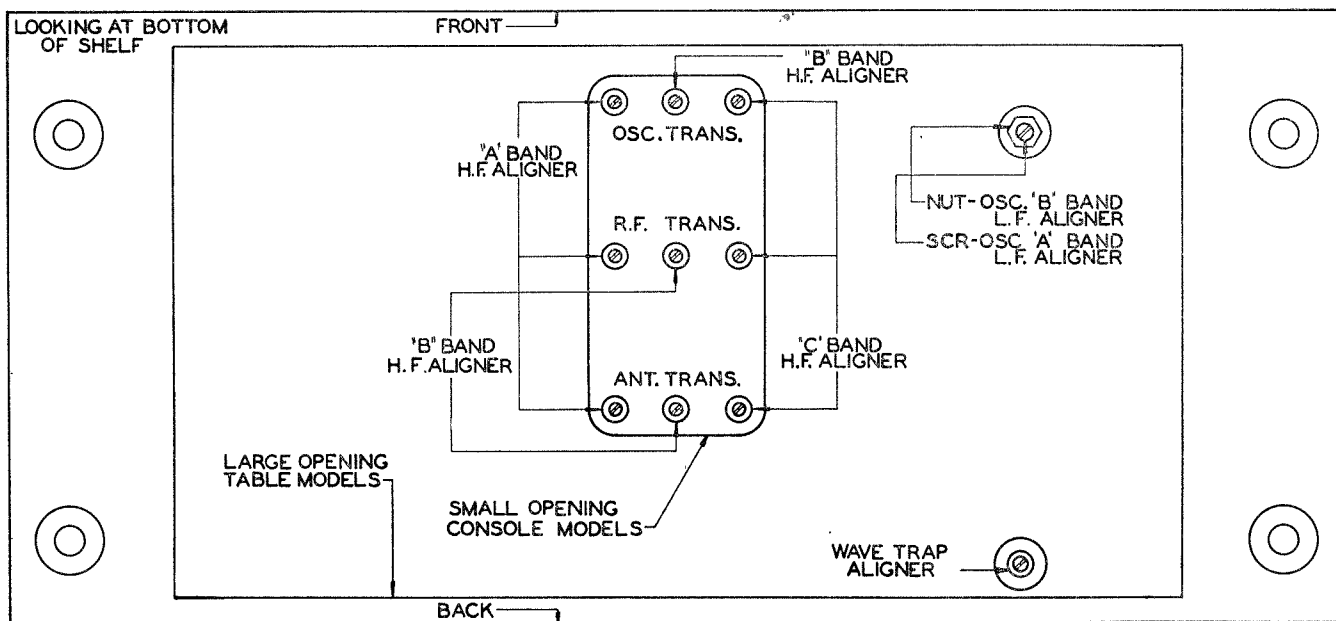 LOOKING AT BOTTOM
OF SHELF
FRONT
"B" BAND
H.F. ALIGNER
OSC. TRANS.
"A' BAND
H.F. ALIGNER
NUT-OSC. 'B' BAND
L.F. ALIGNER
SCR-OSC 'A' BAND
L.F. ALIGNER
R.F. TRANS.
'B" BAND
H.F. ALIGNER
"C' BAND
H.F. ALIGNER
ANT. TRANS.
LARGE OPENING
TABLE MODELS
SMALL OPENING
CONSOLE MODELS
WAVE TRAP
ALIGNER
BACK